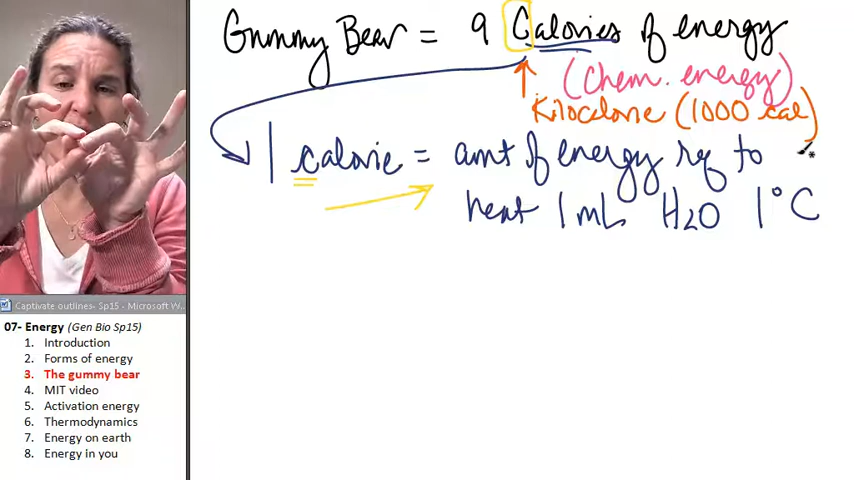 Gummy Bear = 9 Calories of energy
(Chem. energy)
Kilocalorie (1000 cal)
1 calorie = amt of energy rq to
heat 1 mL H2O 1°C
Captivate outlines- Sp15 - Microsoft W.
07- Energy (Gen Bio Sp15)
1. Introduction
2. Forms of energy
3. The gummy bear
4. MIT video
5. Activation energy
6. Thermodynamics
7. Energy on earth
8. Energy in you